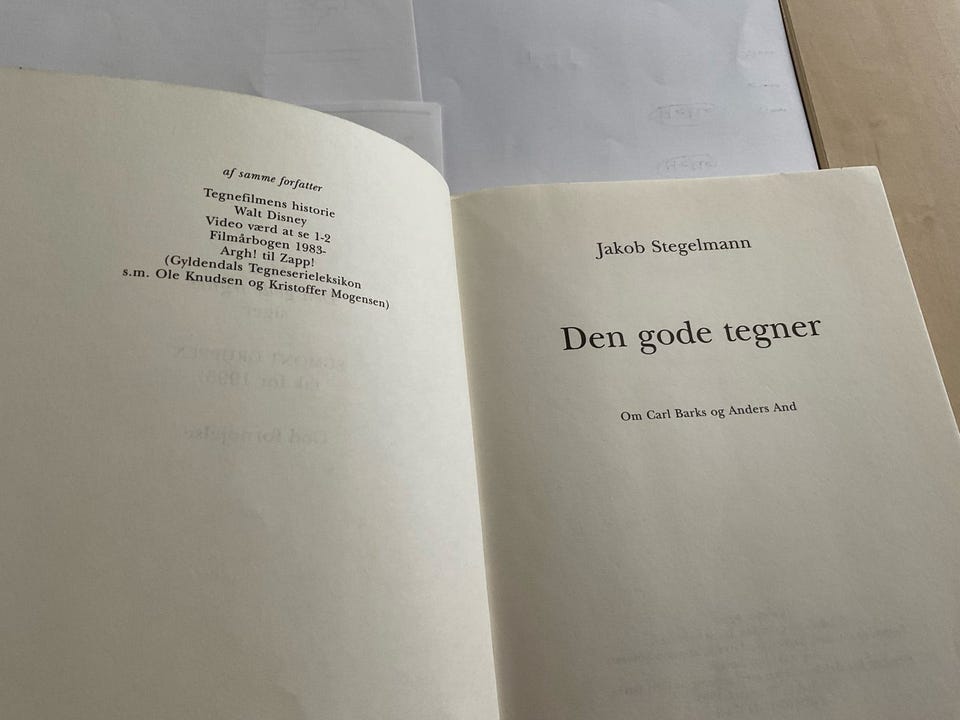 af samme forfatter
Tegnefilmens historie
Walt Disney
Video værd at se 1-2
Filmårbogen 1983-
Argh! til Zapp!
(Gyldendals Tegneserieleksikon
s.m. Ole Knudsen og Kristoffer Mogensen)
Jakob Stegelmann
Den gode tegner
Om Carl Barks og Anders And